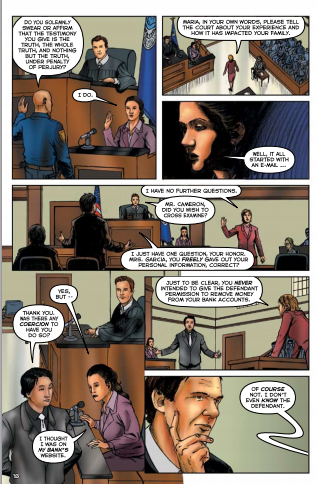 DO YOU SOLEMNLY
SWEAR OR AFFIRM
THAT THE TESTIMONY
YOU GIVE IS THE
TRUTH, THE WHOLE
TRUTH, AND NOTHING
BUT THE TRUTH,
UNDER PENALTY
OF PERJURY?
I DO.
MARIA, IN YOUR OWN WORDS, PLEASE TELL
THE COURT ABOUT YOUR EXPERIENCE AND
HOW IT HAS IMPACTED YOUR FAMILY.
WELL, IT ALL
STARTED WITH
AN E-MAIL ...
I HAVE NO FURTHER QUESTIONS.
MR. CAMERON,
DID YOU WISH TO
CROSS EXAMINE?
I JUST HAVE ONE QUESTION, YOUR HONOR.
MRS. GARCIA, YOU FREELY GAVE OUT YOUR
PERSONAL INFORMATION, CORRECT?
YES,
BUT --
THANK YOU.
WAS THERE ANY
COERCION TO
HAVE YOU
DO SO?
I THOUGHT
I WAS ON
MY BANK'S
WEBSITE.
JUST TO BE CLEAR, YOU NEVER
INTENDED TO GIVE THE DEFENDANT
PERMISSION TO REMOVE MONEY
FROM YOUR BANK ACCOUNTS.
OF COURSE
NOT. I DON'T
EVEN KNOW THE
DEFENDANT.